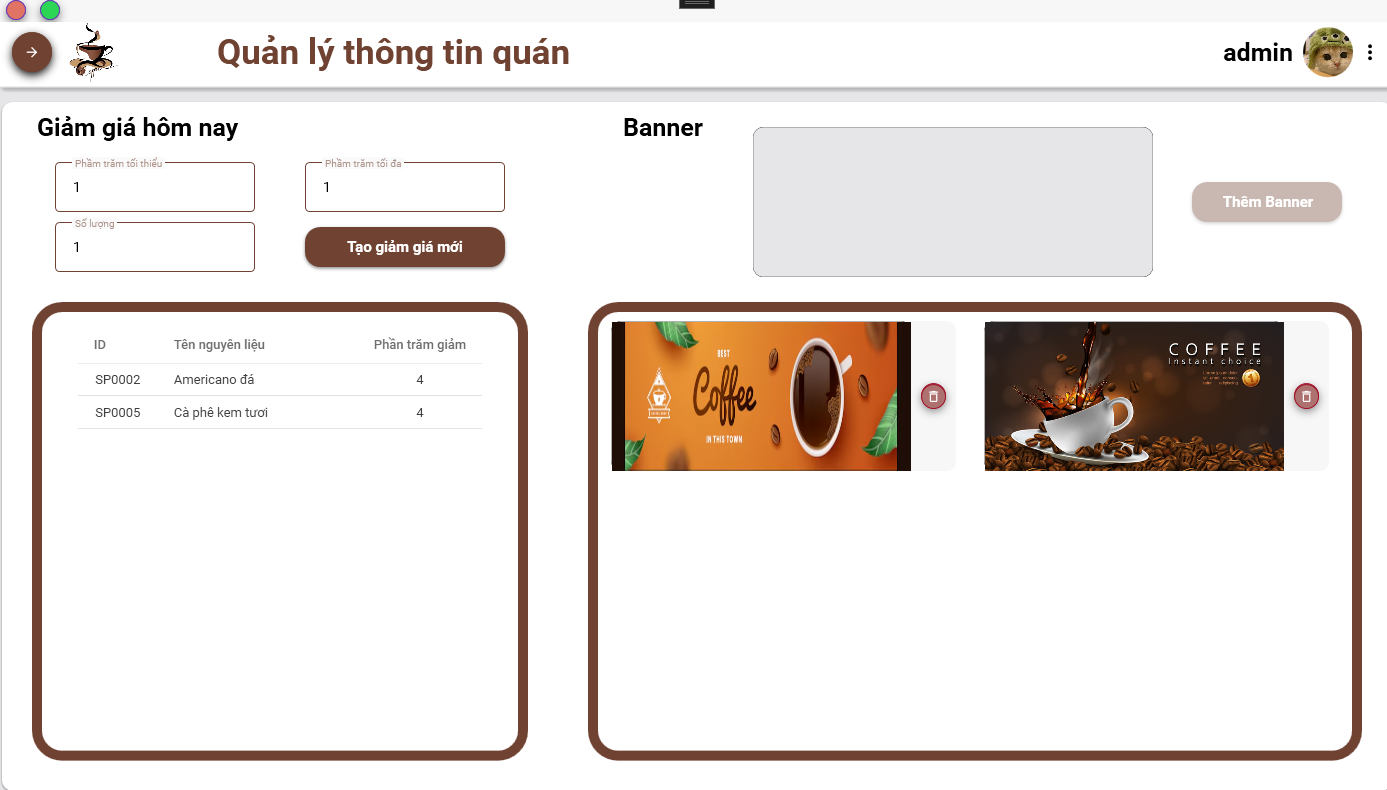 Quản lý thông tin quán
admin
Giảm giá hôm nay
Phầm trăm tối thiểu
1
Phầm trăm tối đa
1
Số lượng
1
Tạo giảm giá mới
Banner
Thêm Banner
ID Tên nguyên liệu Phần trăm giảm
SP0002 Americano đá 4
SP0005 Cà phê kem tươi 4
BEST
Coffee
IN THIS TOWN
COFFEE
Instant choice
1